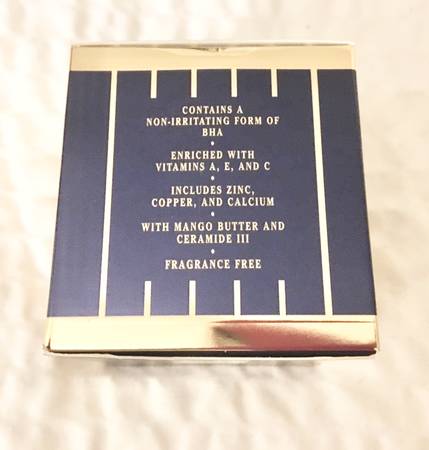 CONTAINS A
NON-IRRITATING FORM OF
BHA
ENRICHED WITH
VITAMINS A, E, AND C
INCLUDES ZINC,
COPPER, AND CALCIUM
WITH MANGO BUTTER AND
CERAMIDE III
FRAGRANCE FREE